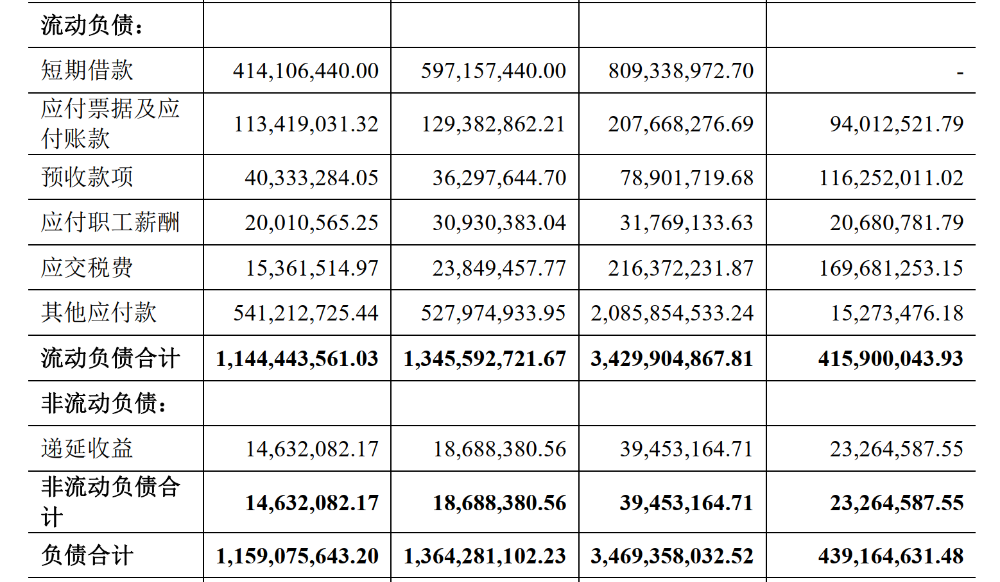 流动负债：
短期借款 414,106,440.00 597,157,440.00 809,338,972.70 -
应付票据及应
付账款 113,419,031.32 129,382,862.21 207,668,276.69 94,012,521.79
预收款项 40,333,284.05 36,297,644.70 78,901,719.68 116,252,011.02
应付职工薪酬 20,010,565.25 30,930,383.04 31,769,133.63 20,680,781.79
应交税费 15,361,514.97 23,849,457.77 216,372,231.87 169,681,253.15
其他应付款 541,212,725.44 527,974,933.95 2,085,854,533.24 15,273,476.18
流动负债合计 1,144,443,561.03 1,345,592,721.67 3,429,904,867.81 415,900,043.93
非流动负债：
递延收益 14,632,082.17 18,688,380.56 39,453,164.71 23,264,587.55
非流动负债合
计 14,632,082.17 18,688,380.56 39,453,164.71 23,264,587.55
负债合计 1,159,075,643.20 1,364,281,102.23 3,469,358,032.52 439,164,631.48